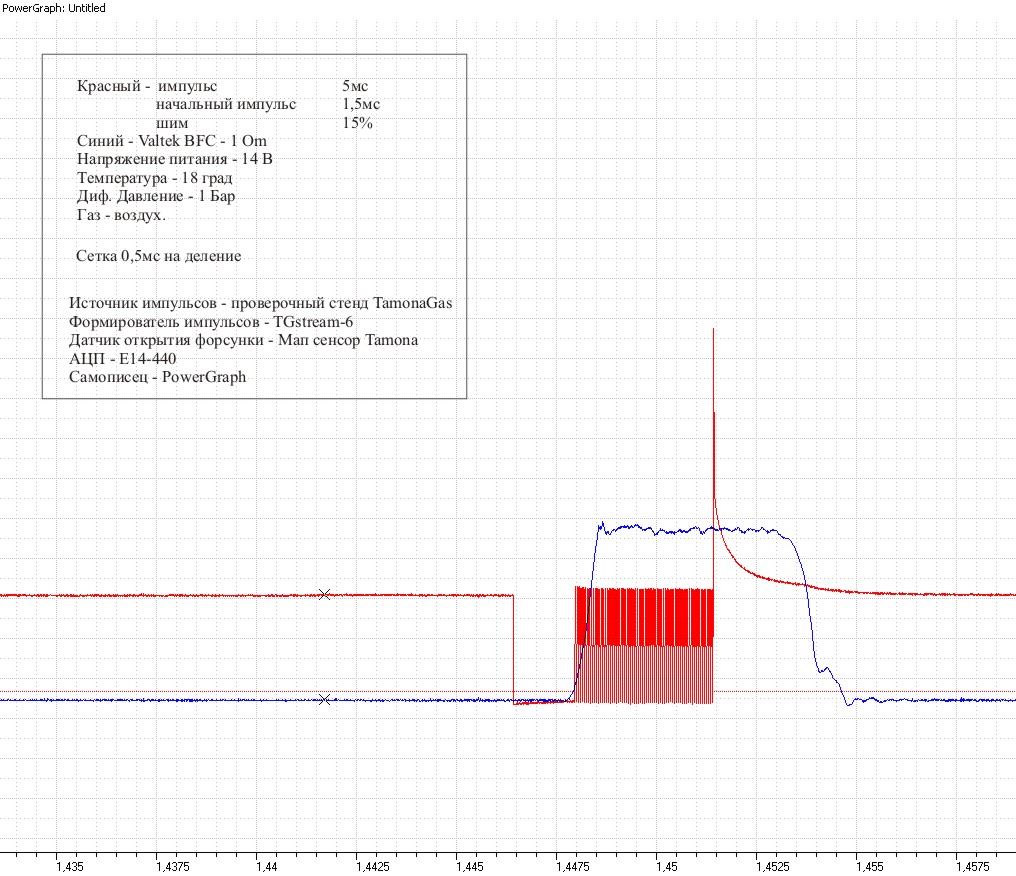 PowerGraph: Untitled
Красный - импульс 5мс
начальный импульс 1,5мс
шим 15%
Синий - Valtek BFC - 1 Om
Напряжение питания - 14 В
Температура - 18 град
Диф. Давление - 1 Бар
Газ - воздух.
Сетка 0,5мс на деление
Источник импульсов - проверочный стенд TamonaGas
Формирователь импульсов - TGstream-6
Датчик открытия форсунки - Мап сенсор Tamona
АЦП - E14-440
Самописец - PowerGraph
1,435 1,4375 1,44 1,4425 1,445 1,4475 1,45 1,4525 1,455 1,4575